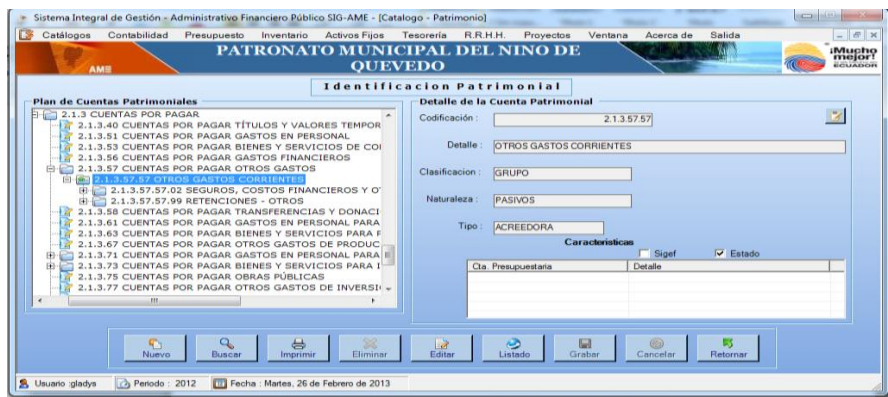 Sistema Integral de Gestión - Administrativo Financiero Público SIG-AME - [Catalogo - Patrimonio]
Catálogos Contabilidad Presupuesto Inventario Activos Fijos Tesorería R.R.H.H. Proyectos Ventana Acerca de Salida
AME
PATRONATO MUNICIPAL DEL NINO DE
QUEVEDO
¡Mucho
mejor!
ECUADOR
Identificacion Patrimonial
Plan de Cuentas Patrimoniales
2.1.3 CUENTAS POR PAGAR
2.1.3.40 CUENTAS POR PAGAR TÍTULOS Y VALORES TEMPOR
2.1.3.51 CUENTAS POR PAGAR GASTOS EN PERSONAL
2.1.3.53 CUENTAS POR PAGAR BIENES Y SERVICIOS DE CO
2.1.3.56 CUENTAS POR PAGAR GASTOS FINANCIEROS
2.1.3.57 CUENTAS POR PAGAR OTROS GASTOS
2.1.3.57.57 OTROS GASTOS CORRIENTES
2.1.3.57.57.02 SEGUROS, COSTOS FINANCIEROS Y O
2.1.3.57.57.99 RETENCIONES - OTROS
2.1.3.58 CUENTAS POR PAGAR TRANSFERENCIAS Y DONACI
2.1.3.61 CUENTAS POR PAGAR GASTOS EN PERSONAL PARA
2.1.3.63 CUENTAS POR PAGAR BIENES Y SERVICIOS PARA P
2.1.3.67 CUENTAS POR PAGAR OTROS GASTOS DE PRODUC
2.1.3.71 CUENTAS POR PAGAR GASTOS EN PERSONAL PARA
2.1.3.73 CUENTAS POR PAGAR BIENES Y SERVICIOS PARA I
2.1.3.75 CUENTAS POR PAGAR OBRAS PÚBLICAS
2.1.3.77 CUENTAS POR PAGAR OTROS GASTOS DE INVERSI
Detalle de la Cuenta Patrimonial
Codificación : 2.1.3.57.57
Detalle : OTROS GASTOS CORRIENTES
Clasificacion : GRUPO
Naturaleza : PASIVOS
Tipo : ACREEDORA
Caracteristicas
Sigef Estado
Cta. Presupuestaria Detalle
Nuevo Buscar Imprimir Eliminar Editar Listado Grabar Cancelar Retornar
Usuario :gladys Periodo : 2012 Fecha : Martes, 26 de Febrero de 2013